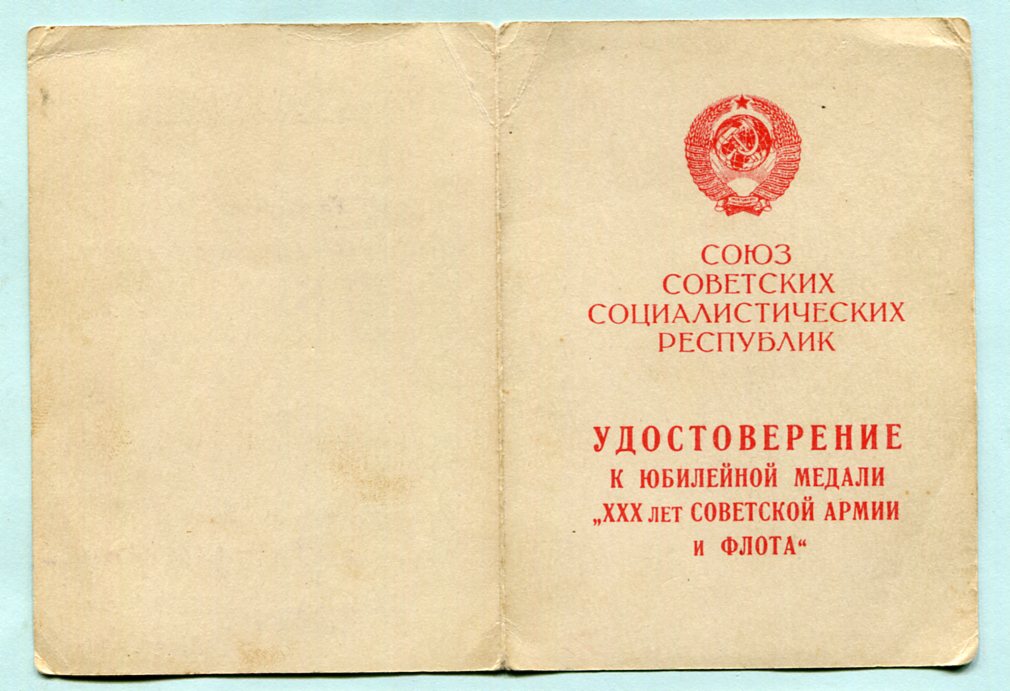 СОЮЗ
СОВЕТСКИХ
СОЦИАЛИСТИЧЕСКИХ
РЕСПУБЛИК
УДОСТОВЕРЕНИЕ
К ЮБИЛЕЙНОЙ МЕДАЛИ
„XXX лет СОВЕТСКОЙ АРМИИ
и ФЛОТА“